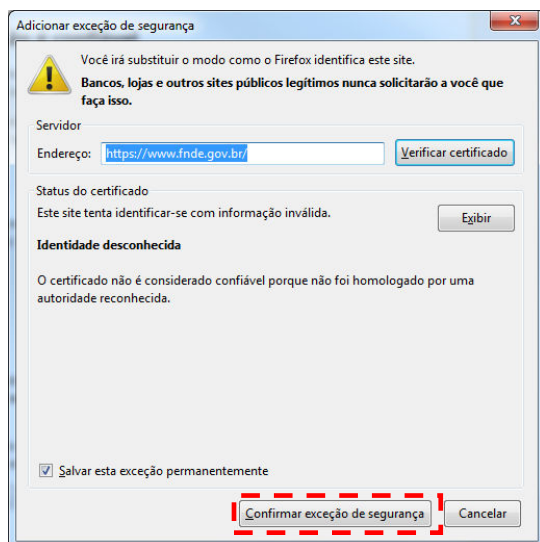 Adicionar exceção de segurança
Você irá substituir o modo como o Firefox identifica este site.
Bancos, lojas e outros sites públicos legítimos nunca solicitarão a você que
faça isso.
Servidor
Endereço: https://www.fnde.gov.br/ Verificar certificado
Status do certificado
Este site tenta identificar-se com informação inválida. Exibir
Identidade desconhecida
O certificado não é considerado confiável porque não foi homologado por uma
autoridade reconhecida.
Salvar esta exceção permanentemente
Confirmar exceção de segurança Cancelar